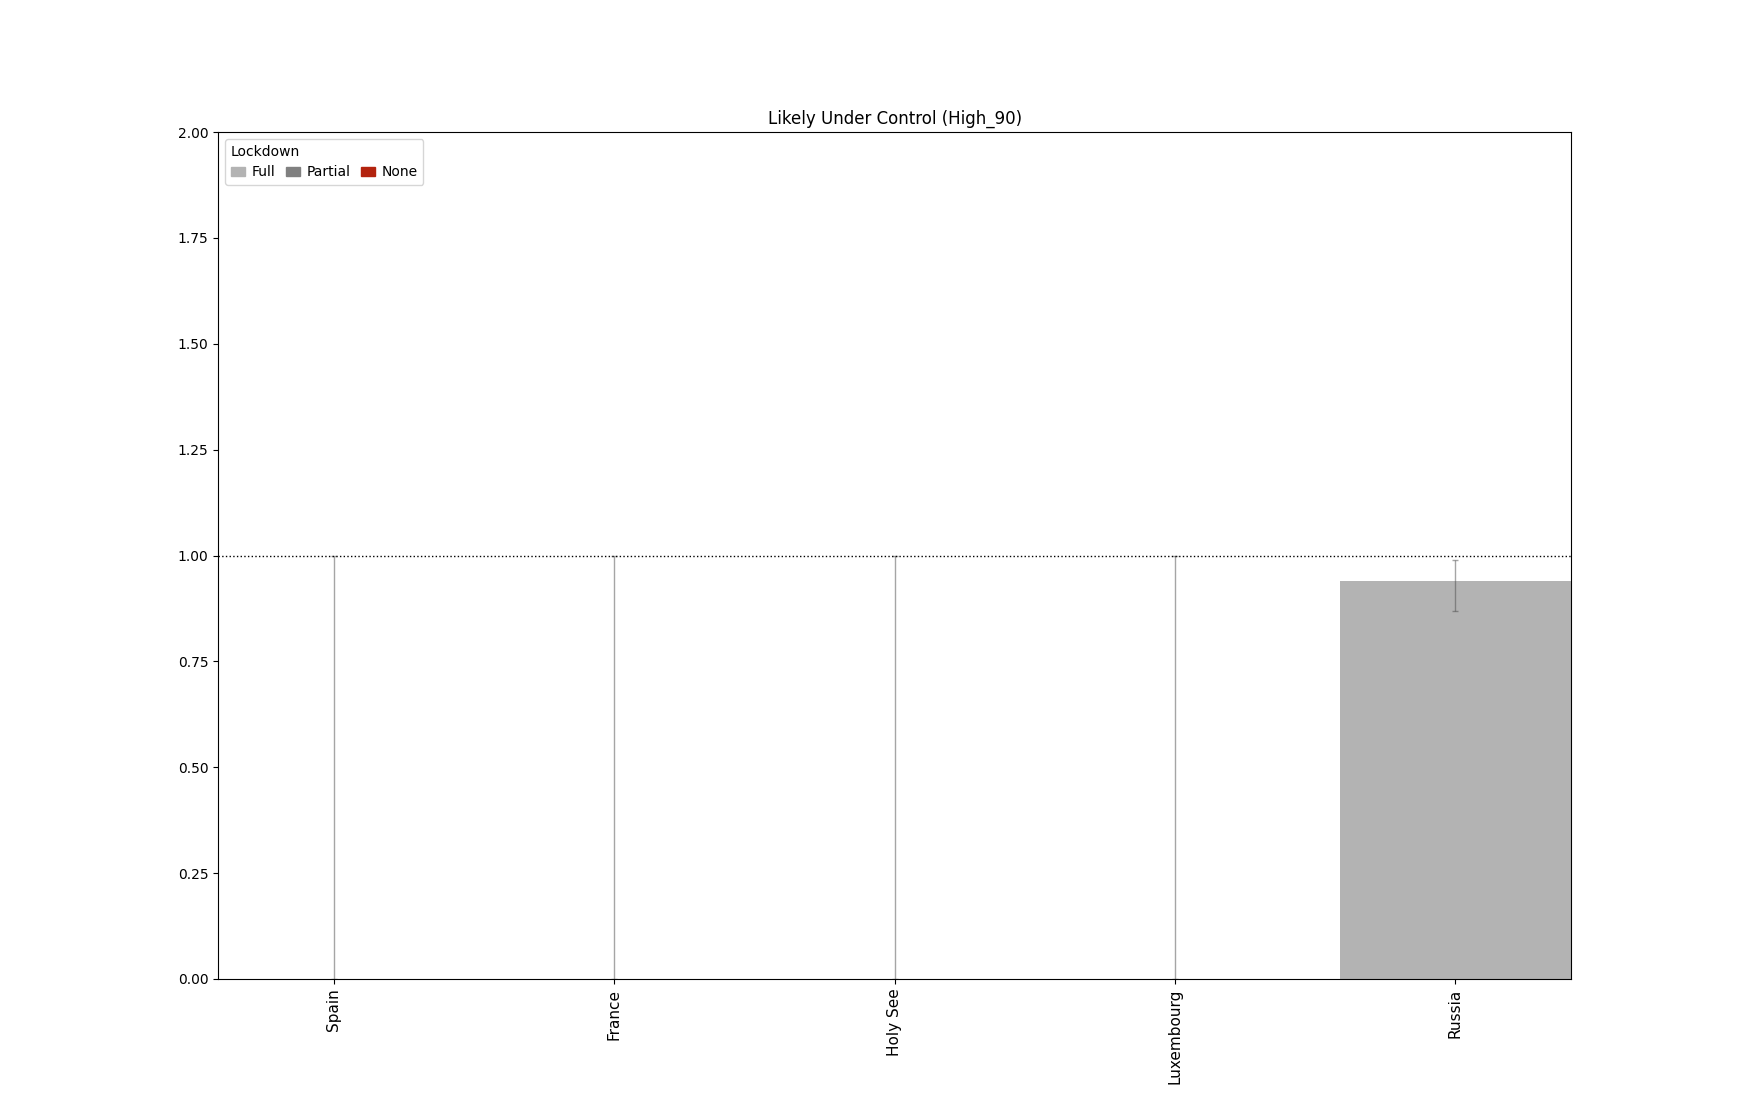 Likely Under Control (High_90)
2.00
Lockdown
Full Partial None
1.75
1.50
1.25
1.00
0.75
0.50
0.25
0.00
Spain
France
Holy See
Luxembourg
Russia